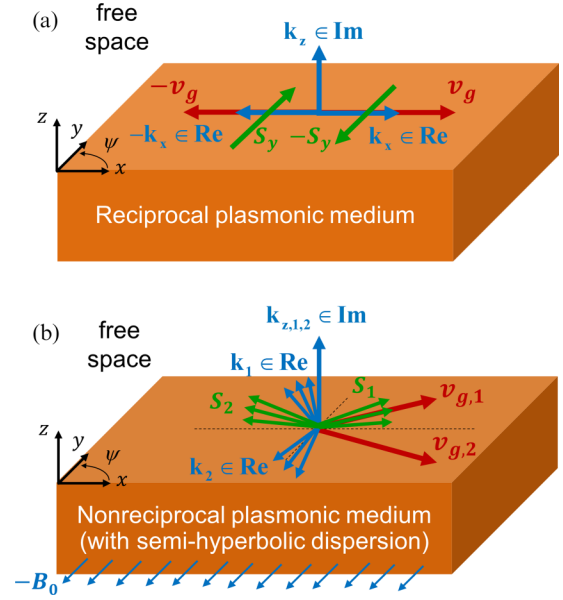 (a)
free
space
k_z ∈ Im
−v_g
v_g
z
y
ψ
x
−k_x ∈ Re
S_y
−S_y
k_x ∈ Re
Reciprocal plasmonic medium
(b)
free
space
k_z,1,2 ∈ Im
k_1 ∈ Re
S_1
S_2
v_g,1
v_g,2
z
y
ψ
x
k_2 ∈ Re
Nonreciprocal plasmonic medium
(with semi-hyperbolic dispersion)
−B_0